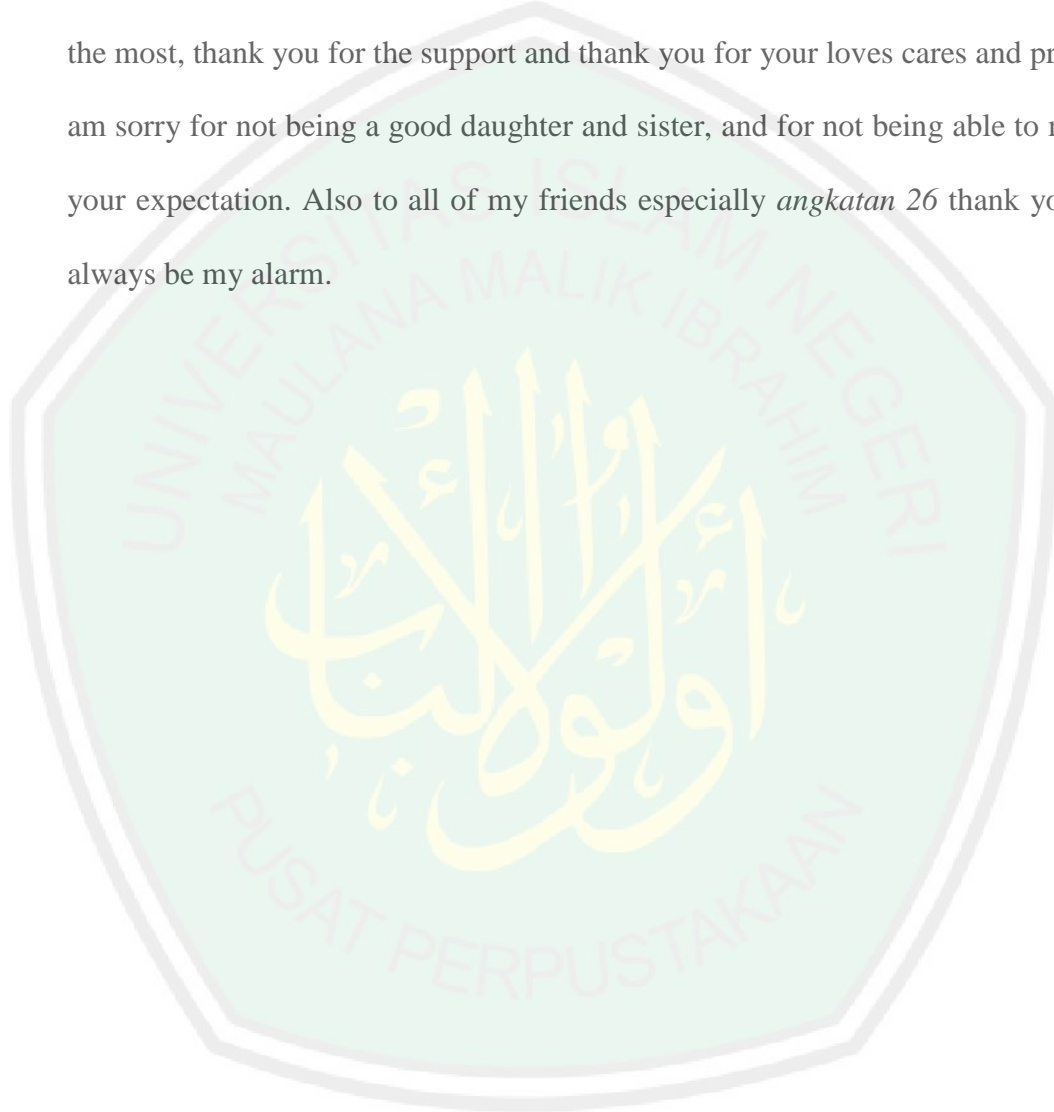 the most, thank you for the support and thank you for your loves cares and
am sorry for not being a good daughter and sister, and for not being able to
your expectation. Also to all of my friends especially angkatan 26 thank
always be my alarm.
UNIVERSITAS ISLAM NEGERI
MAULANA MALIK IBRAHIM
أولوا الألباب
PUSAT PERPUSTAKAAN